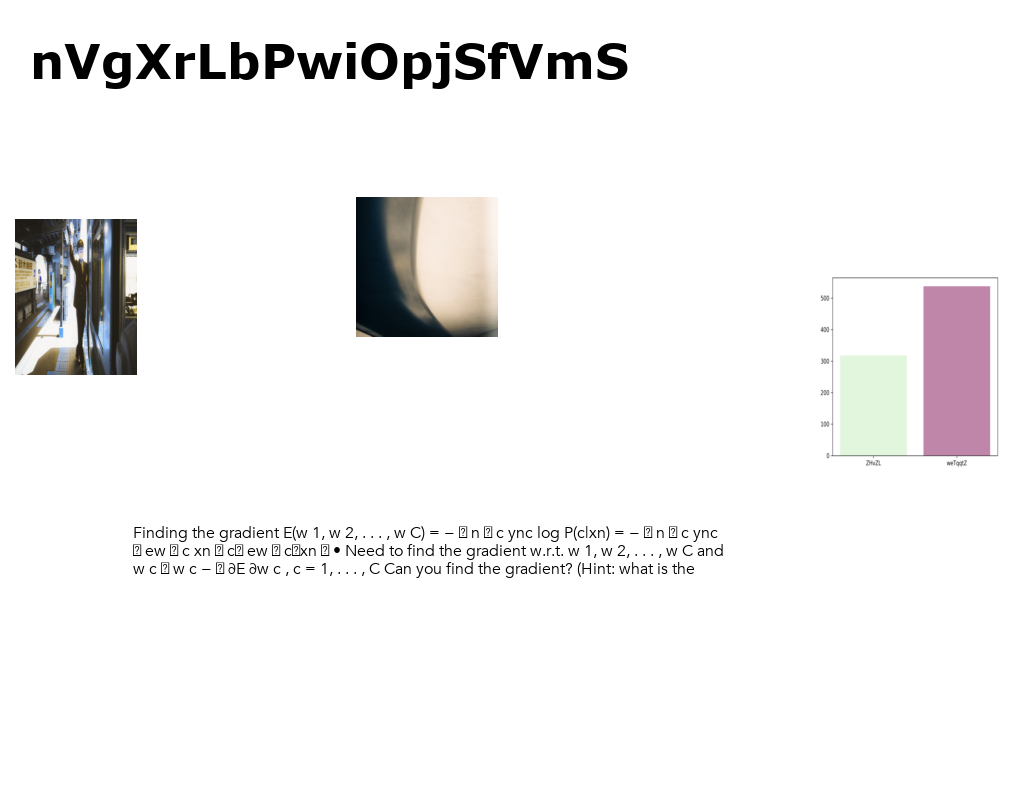 nVgXrLbPwiOpjSfVmS
500
400
300
200
100
0
ZHvZL
weTqqtZ
Finding the gradient E(w 1, w 2, . . . , w C) = − n c ync log P(c|xn) = − n c ync
ew c xn c ew c xn • Need to find the gradient w.r.t. w 1, w 2, . . . , w C and
w c w c − ∂E ∂w c , c = 1, . . . , C Can you find the gradient? (Hint: what is the